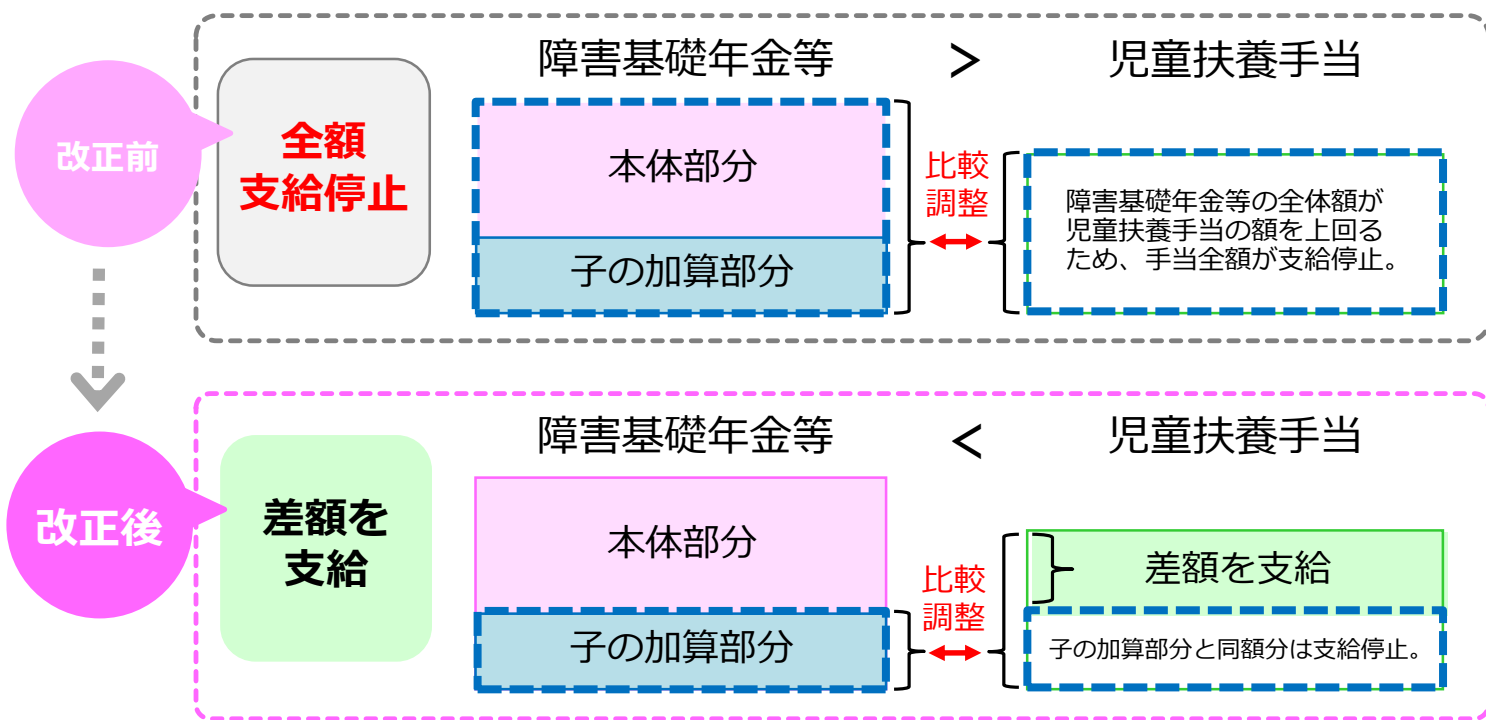 障害基礎年金等 > 児童扶養手当
改正前
全額
支給停止
本体部分
子の加算部分
比較
調整
障害基礎年金等の全体額が
児童扶養手当の額を上回る
ため、手当全額が支給停止。
障害基礎年金等 < 児童扶養手当
改正後
差額を
支給
本体部分
子の加算部分
比較
調整
差額を支給
子の加算部分と同額分は支給停止。